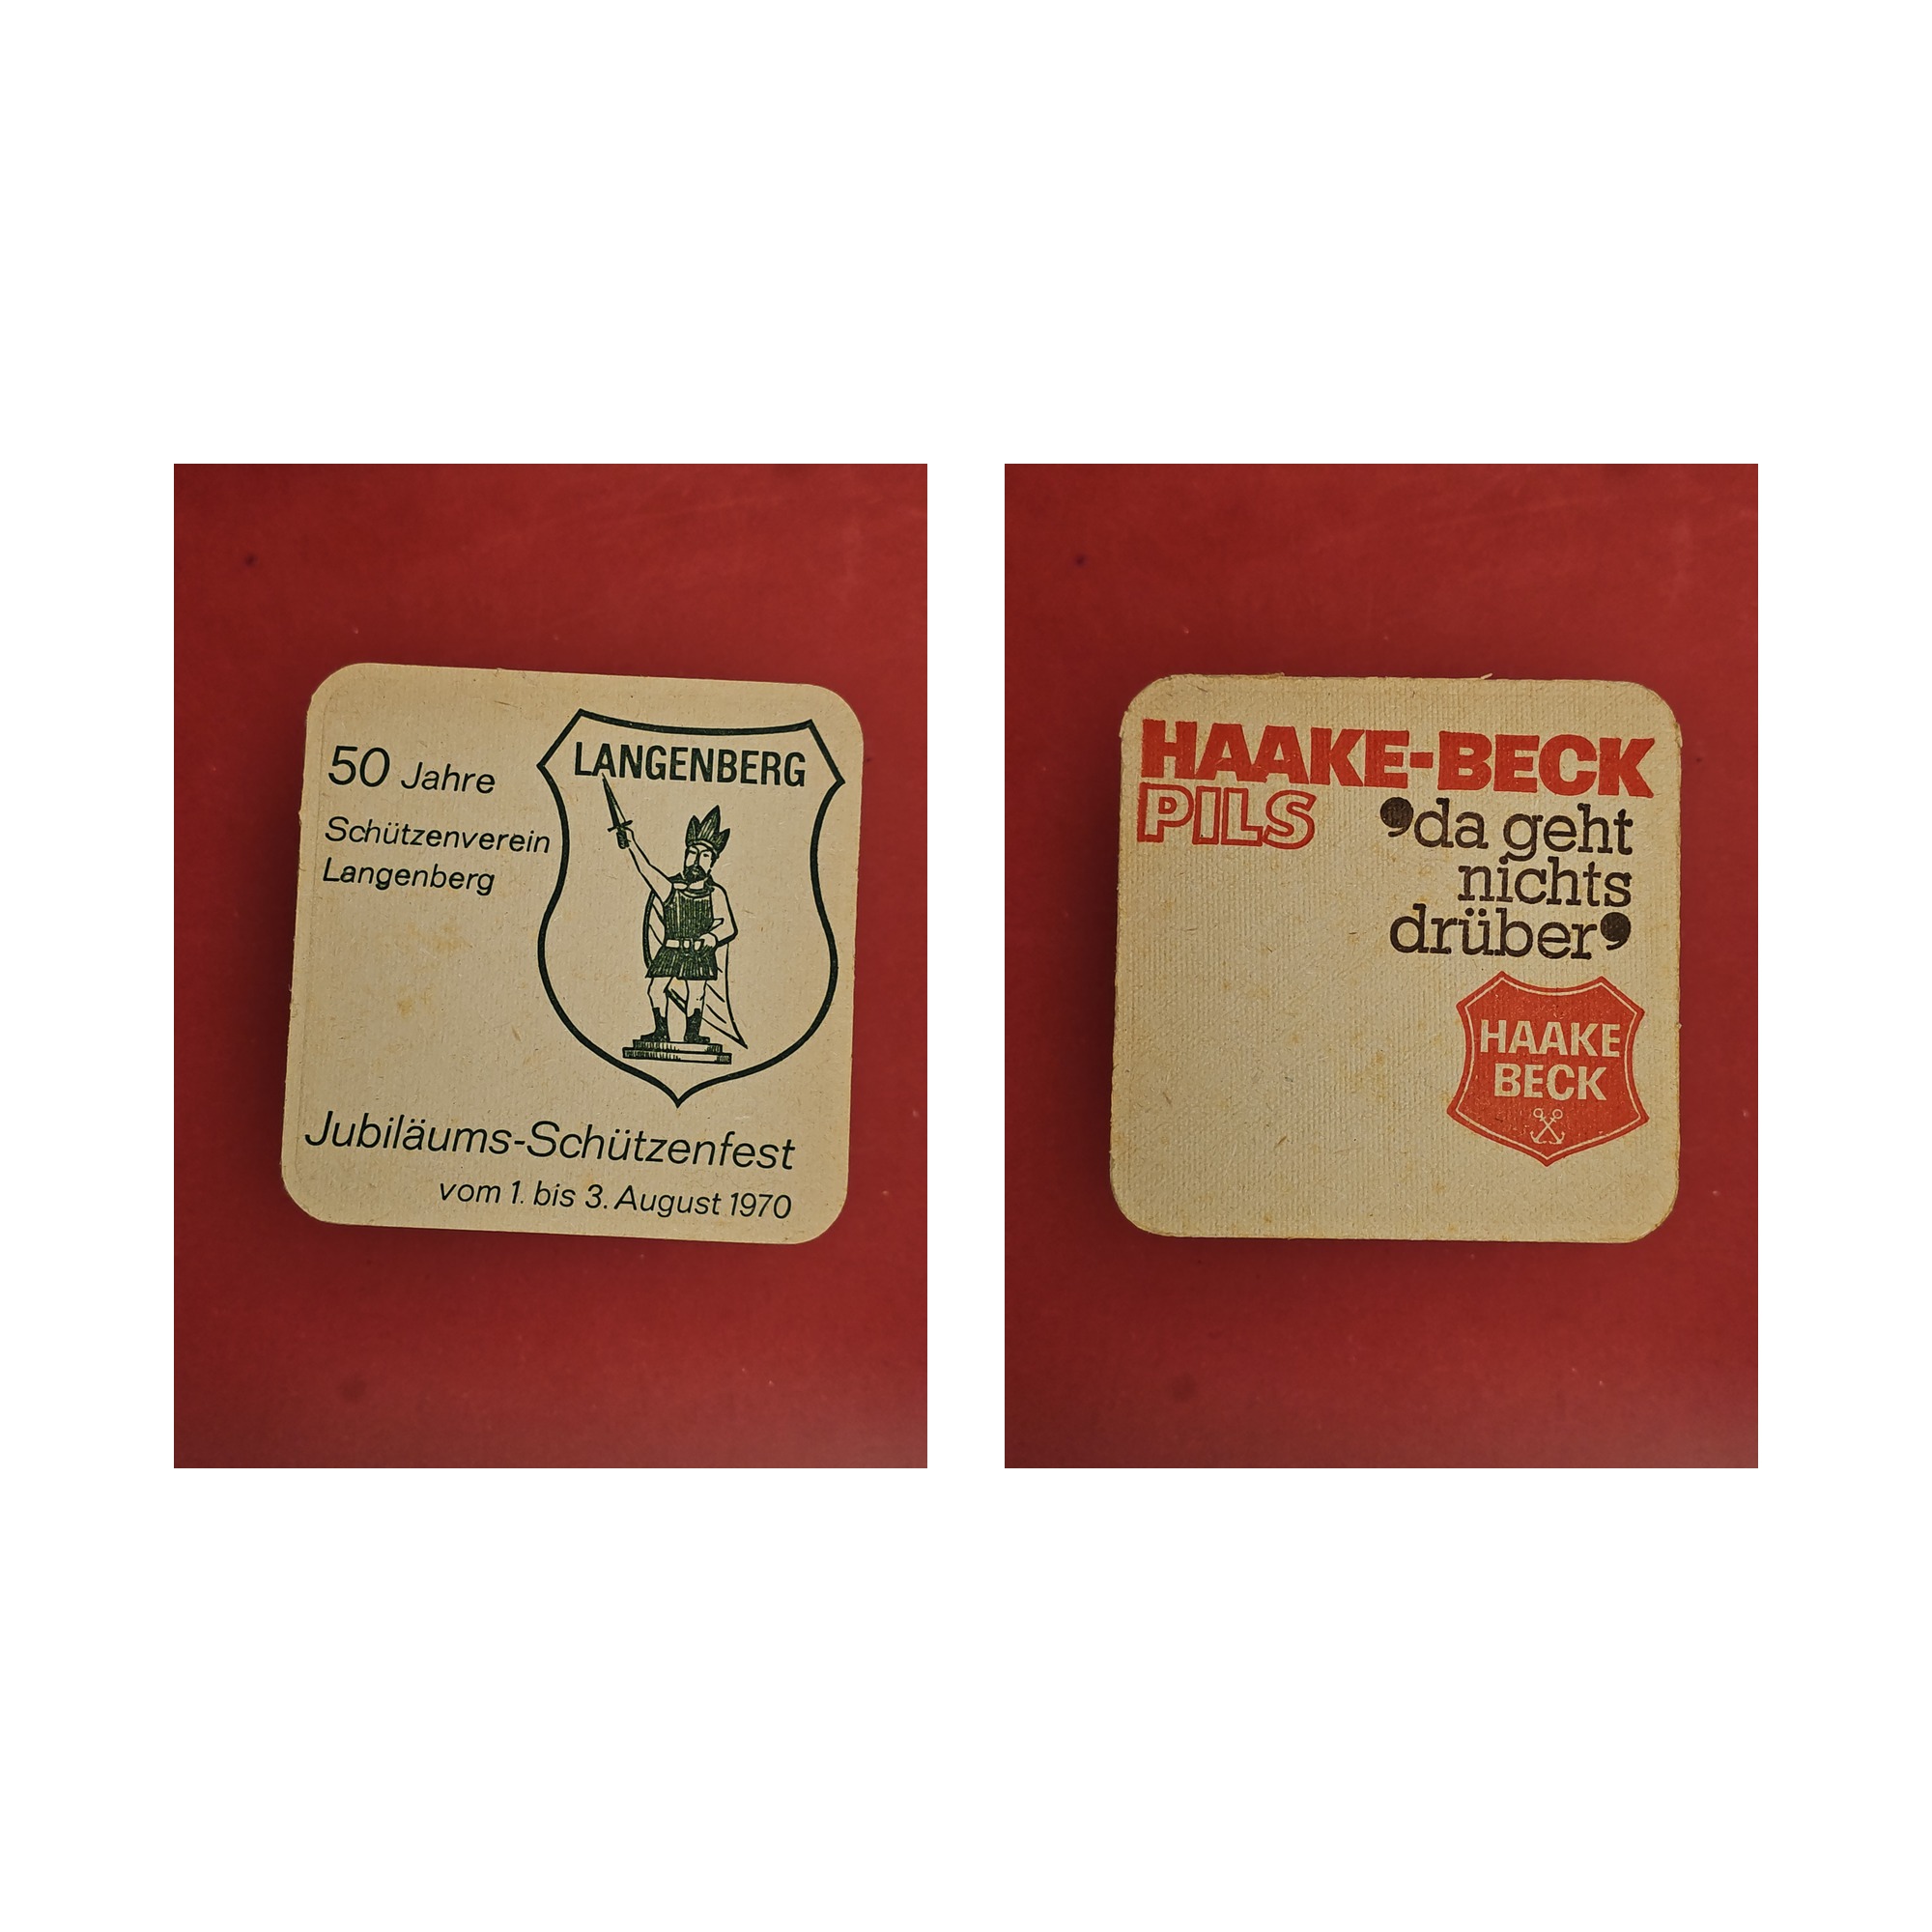 50 Jahre
Schützenverein
Langenberg
LANGENBERG
Jubiläums-Schützenfest
vom 1. bis 3. August 1970
HAAKE-BECK
PILS
❜da geht
nichts
drüber❜
HAAKE
BECK